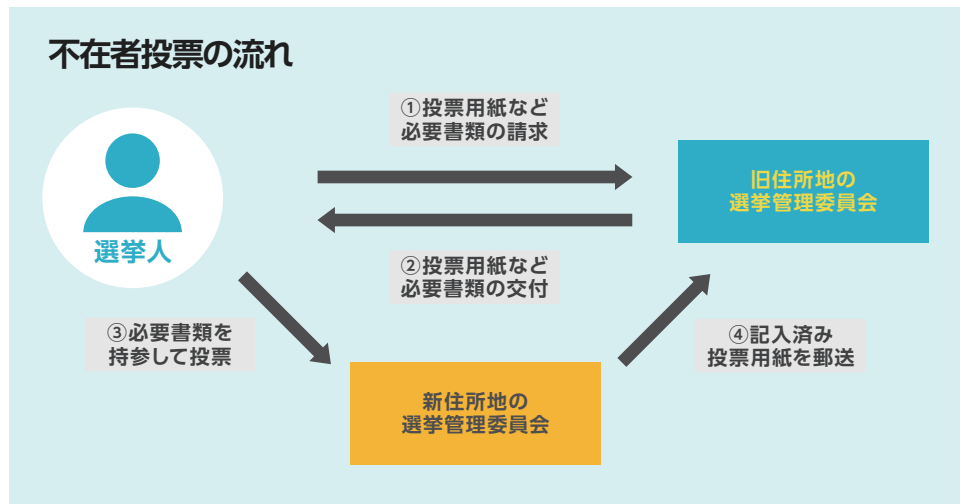 不在者投票の流れ
①投票用紙など
必要書類の請求
選挙人
旧住所地の
選挙管理委員会
②投票用紙など
必要書類の交付
③必要書類を
持参して投票
④記入済み
投票用紙を郵送
新住所地の
選挙管理委員会